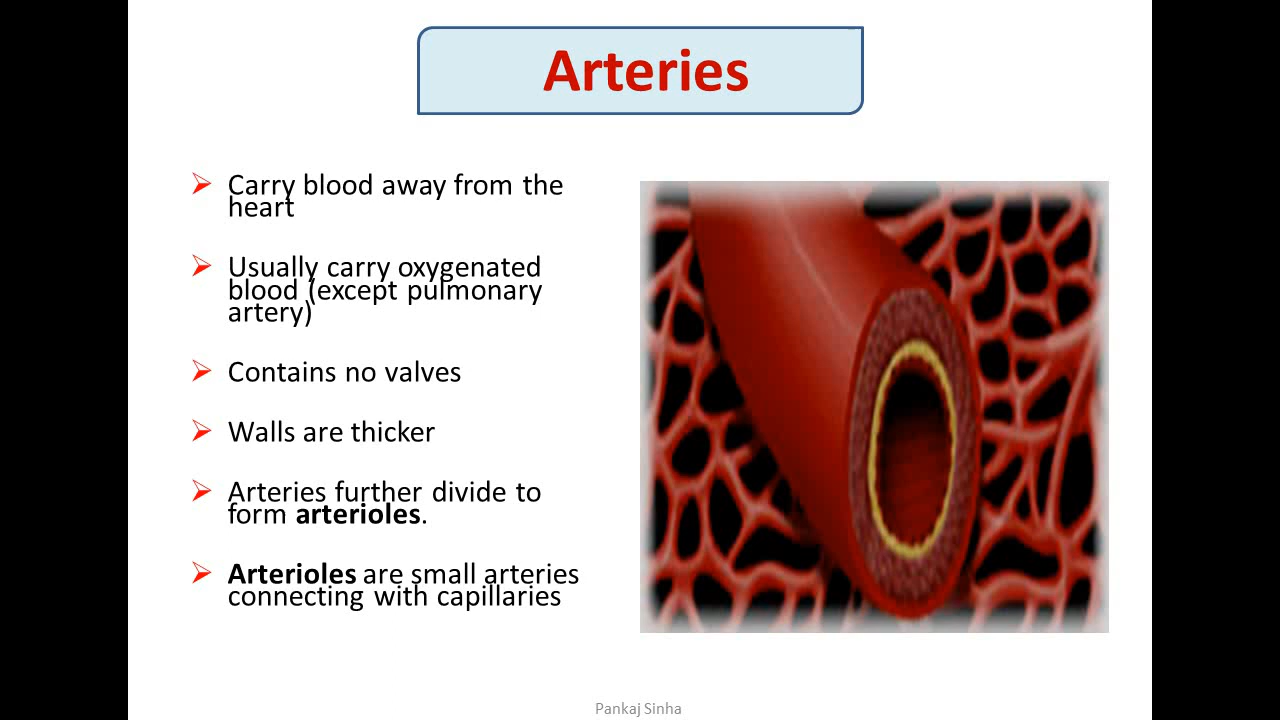 Arteries
Carry blood away from the
heart
Usually carry oxygenated
blood (except pulmonary
artery)
Contains no valves
Walls are thicker
Arteries further divide to
form arterioles.
Arterioles are small arteries
connecting with capillaries
Pankaj Sinha